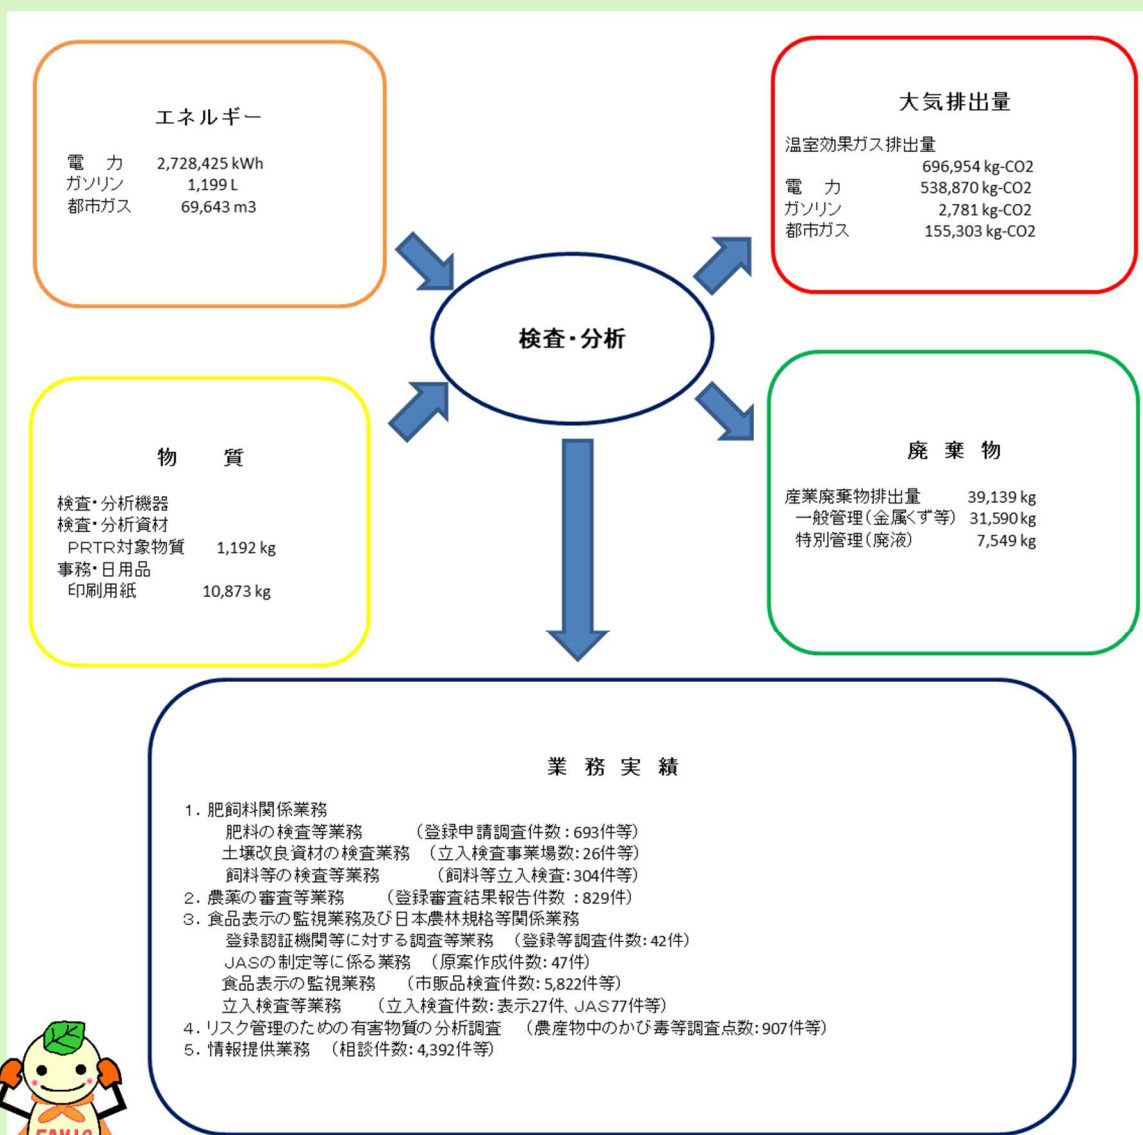 エネルギー
電　力　2,728,425 kWh
ガソリン　1,199 L
都市ガス　69,643 m3
大気排出量
温室効果ガス排出量
696,954 kg-CO2
電　力　538,870 kg-CO2
ガソリン　2,781 kg-CO2
都市ガス　155,303 kg-CO2
検査・分析
物　質
検査・分析機器
検査・分析資材
PRTR対象物質　1,192 kg
事務・日用品
印刷用紙　10,873 kg
廃 棄 物
産業廃棄物排出量　39,139 kg
一般管理(金属くず等)　31,590 kg
特別管理(廃液)　7,549 kg
業 務 実 績
1. 肥飼料関係業務
肥料の検査等業務　(登録申請調査件数:693件等)
土壌改良資材の検査業務　(立入検査事業場数:26件等)
飼料等の検査等業務　(飼料等立入検査:304件等)
2. 農薬の審査等業務　(登録審査結果報告件数 :829件)
3. 食品表示の監視業務及び日本農林規格等関係業務
登録認証機関等に対する調査等業務　(登録等調査件数:42件)
JASの制定等に係る業務　(原案作成件数:47件)
食品表示の監視業務　(市販品検査件数:5,822件等)
立入検査等業務　(立入検査件数:表示27件、JAS77件等)
4. リスク管理のための有害物質の分析調査　(農産物中のかび毒等調査点数:907件等)
5. 情報提供業務　(相談件数:4,392件等)
FAMIC